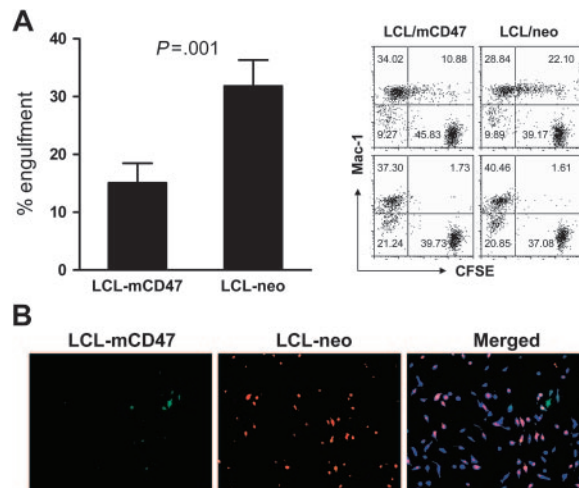 A
P=.001
% engulfment
40
30
20
10
0
LCL-mCD47
LCL-neo
LCL/mCD47
LCL/neo
34.02
10.88
28.84
22.10
9.27
45.83
9.89
39.17
37.30
1.73
40.46
1.61
21.24
39.73
20.85
37.08
Mac-1
CFSE
B
LCL-mCD47
LCL-neo
Merged